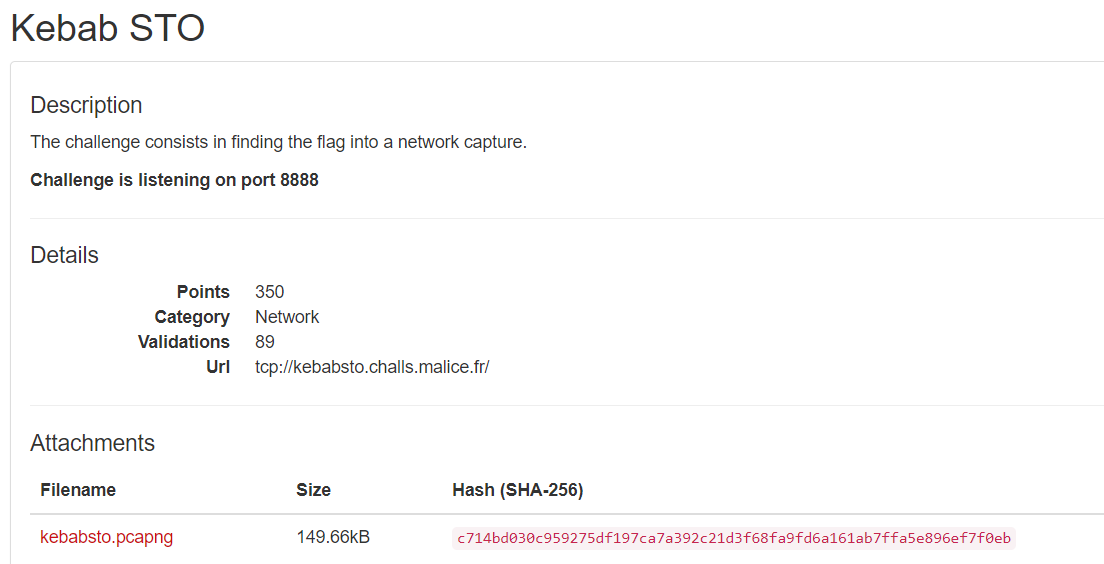 Kebab STO
Description
The challenge consists in finding the flag into a network capture.
Challenge is listening on port 8888
Details
Points 350
Category Network
Validations 89
Url tcp://kebabsto.challs.malice.fr/
Attachments
Filename Size Hash (SHA-256)
kebabsto.pcapng 149.66kB c714bd030c959275df197ca7a392c21d3f68fa9fd6a161ab7ffa5e896ef7f0eb